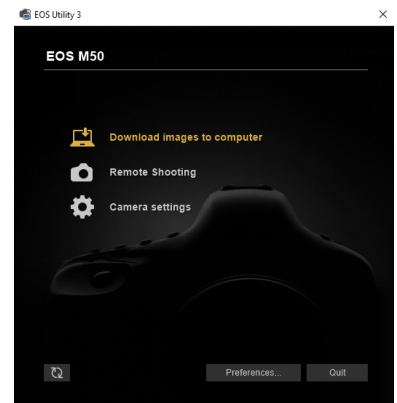 EOS Utility 3
EOS M50
Download images to computer
Remote Shooting
Camera settings
Preferences... Quit